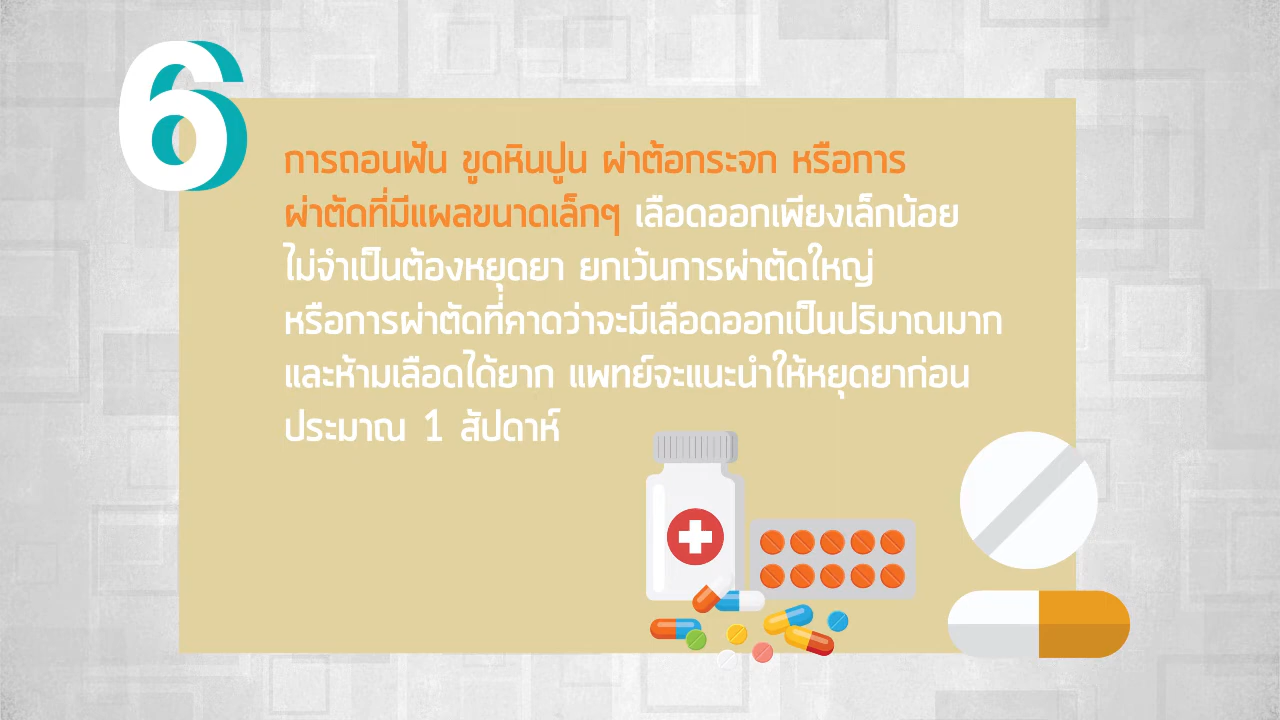 6
การถอนฟัน ขูดหินปูน ผ่าต้อกระจก หรือการ
ผ่าตัดที่มีแผลขนาดเล็กๆ เลือดออกเพียงเล็กน้อย
ไม่จำเป็นต้องหยุดยา ยกเว้นการผ่าตัดใหญ่
หรือการผ่าตัดที่คาดว่าจะมีเลือดออกเป็นปริมาณมาก
และห้ามเลือดได้ยาก แพทย์จะแนะนำให้หยุดยาก่อน
ประมาณ 1 สัปดาห์